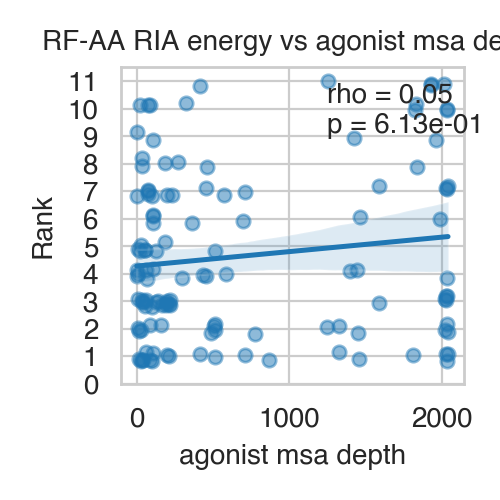 RF-AA RIA energy vs agonist msa de
11
rho = 0.05
10
p = 6.13e-01
9
8
7
6
5
4
3
2
1
0
Rank
0 1000 2000
agonist msa depth